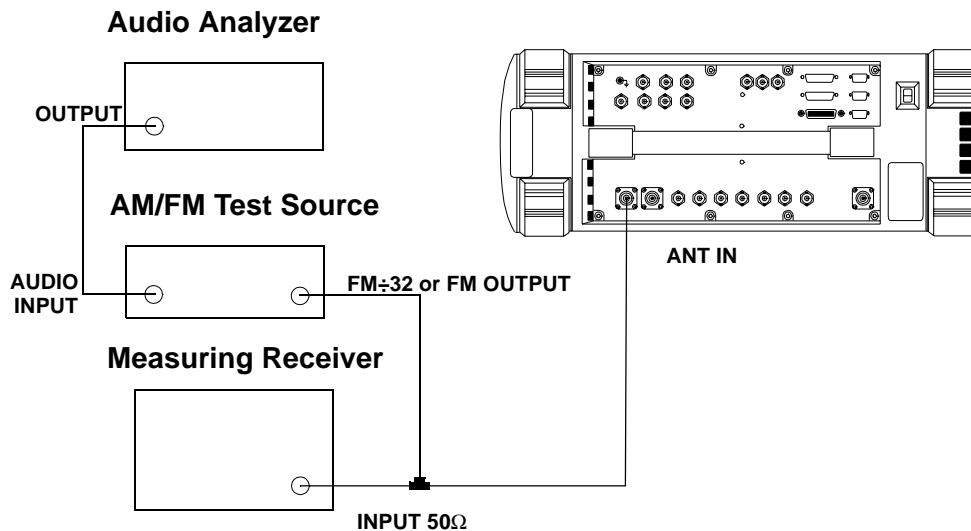 Audio Analyzer
OUTPUT
AM/FM Test Source
ANT IN
AUDIO
INPUT
FM÷32 or FM OUTPUT
Measuring Receiver
INPUT 50Ω